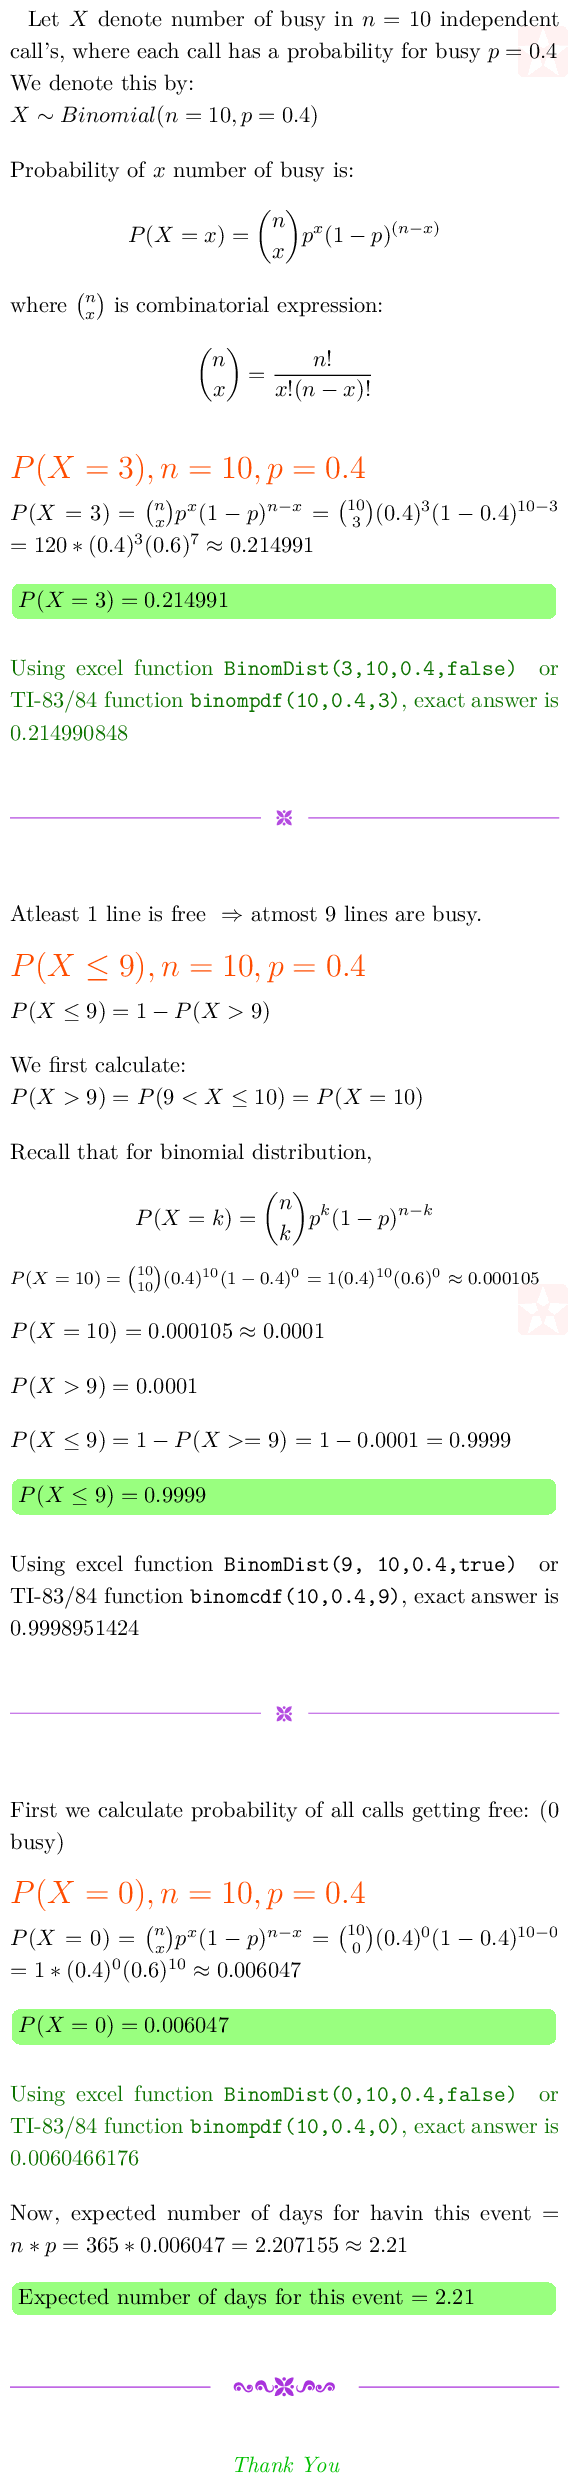 Let X denote number of busy in n = 10 independent
call's, where each call has a probability for busy p = 0.4
We denote this by:
X ∼ Binomial(n = 10, p = 0.4)
Probability of x number of busy is:
P(X = x) = \binom{n}{x} p^x (1 − p)^{(n−x)}
where \binom{n}{x} is combinatorial expression:
\binom{n}{x} = \frac{n!}{x!(n − x)!}
P(X = 3), n = 10, p = 0.4
P(X = 3) = \binom{n}{x} p^x (1 − p)^{n−x} = \binom{10}{3} (0.4)^3 (1 − 0.4)^{10−3}
= 120 ∗ (0.4)^3 (0.6)^7 ≈ 0.214991
P(X = 3) = 0.214991
Using excel function BinomDist(3,10,0.4,false) or
TI-83/84 function binompdf(10,0.4,3), exact answer is
0.214990848
Atleast 1 line is free ⇒ atmost 9 lines are busy.
P(X ≤ 9), n = 10, p = 0.4
P(X ≤ 9) = 1 − P(X > 9)
We first calculate:
P(X > 9) = P(9 < X ≤ 10) = P(X = 10)
Recall that for binomial distribution,
P(X = k) = \binom{n}{k} p^k (1 − p)^{n−k}
P(X = 10) = \binom{10}{10} (0.4)^{10} (1 − 0.4)^0 = 1(0.4)^{10} (0.6)^0 ≈ 0.000105
P(X = 10) = 0.000105 ≈ 0.0001
P(X > 9) = 0.0001
P(X ≤ 9) = 1 − P(X >= 9) = 1 − 0.0001 = 0.9999
P(X ≤ 9) = 0.9999
Using excel function BinomDist(9, 10,0.4,true) or
TI-83/84 function binomcdf(10,0.4,9), exact answer is
0.9998951424
First we calculate probability of all calls getting free: (0
busy)
P(X = 0), n = 10, p = 0.4
P(X = 0) = \binom{n}{x} p^x (1 − p)^{n−x} = \binom{10}{0} (0.4)^0 (1 − 0.4)^{10−0}
= 1 ∗ (0.4)^0 (0.6)^{10} ≈ 0.006047
P(X = 0) = 0.006047
Using excel function BinomDist(0,10,0.4,false) or
TI-83/84 function binompdf(10,0.4,0), exact answer is
0.0060466176
Now, expected number of days for havin this event =
n ∗ p = 365 ∗ 0.006047 = 2.207155 ≈ 2.21
Expected number of days for this event = 2.21
Thank You